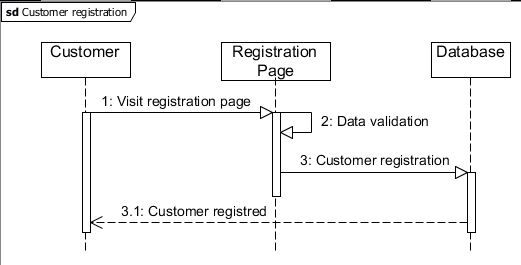 sd Customer registration
Customer
Registration
Page
Database
1: Visit registration page
2: Data validation
3: Customer registration
3.1: Customer registred